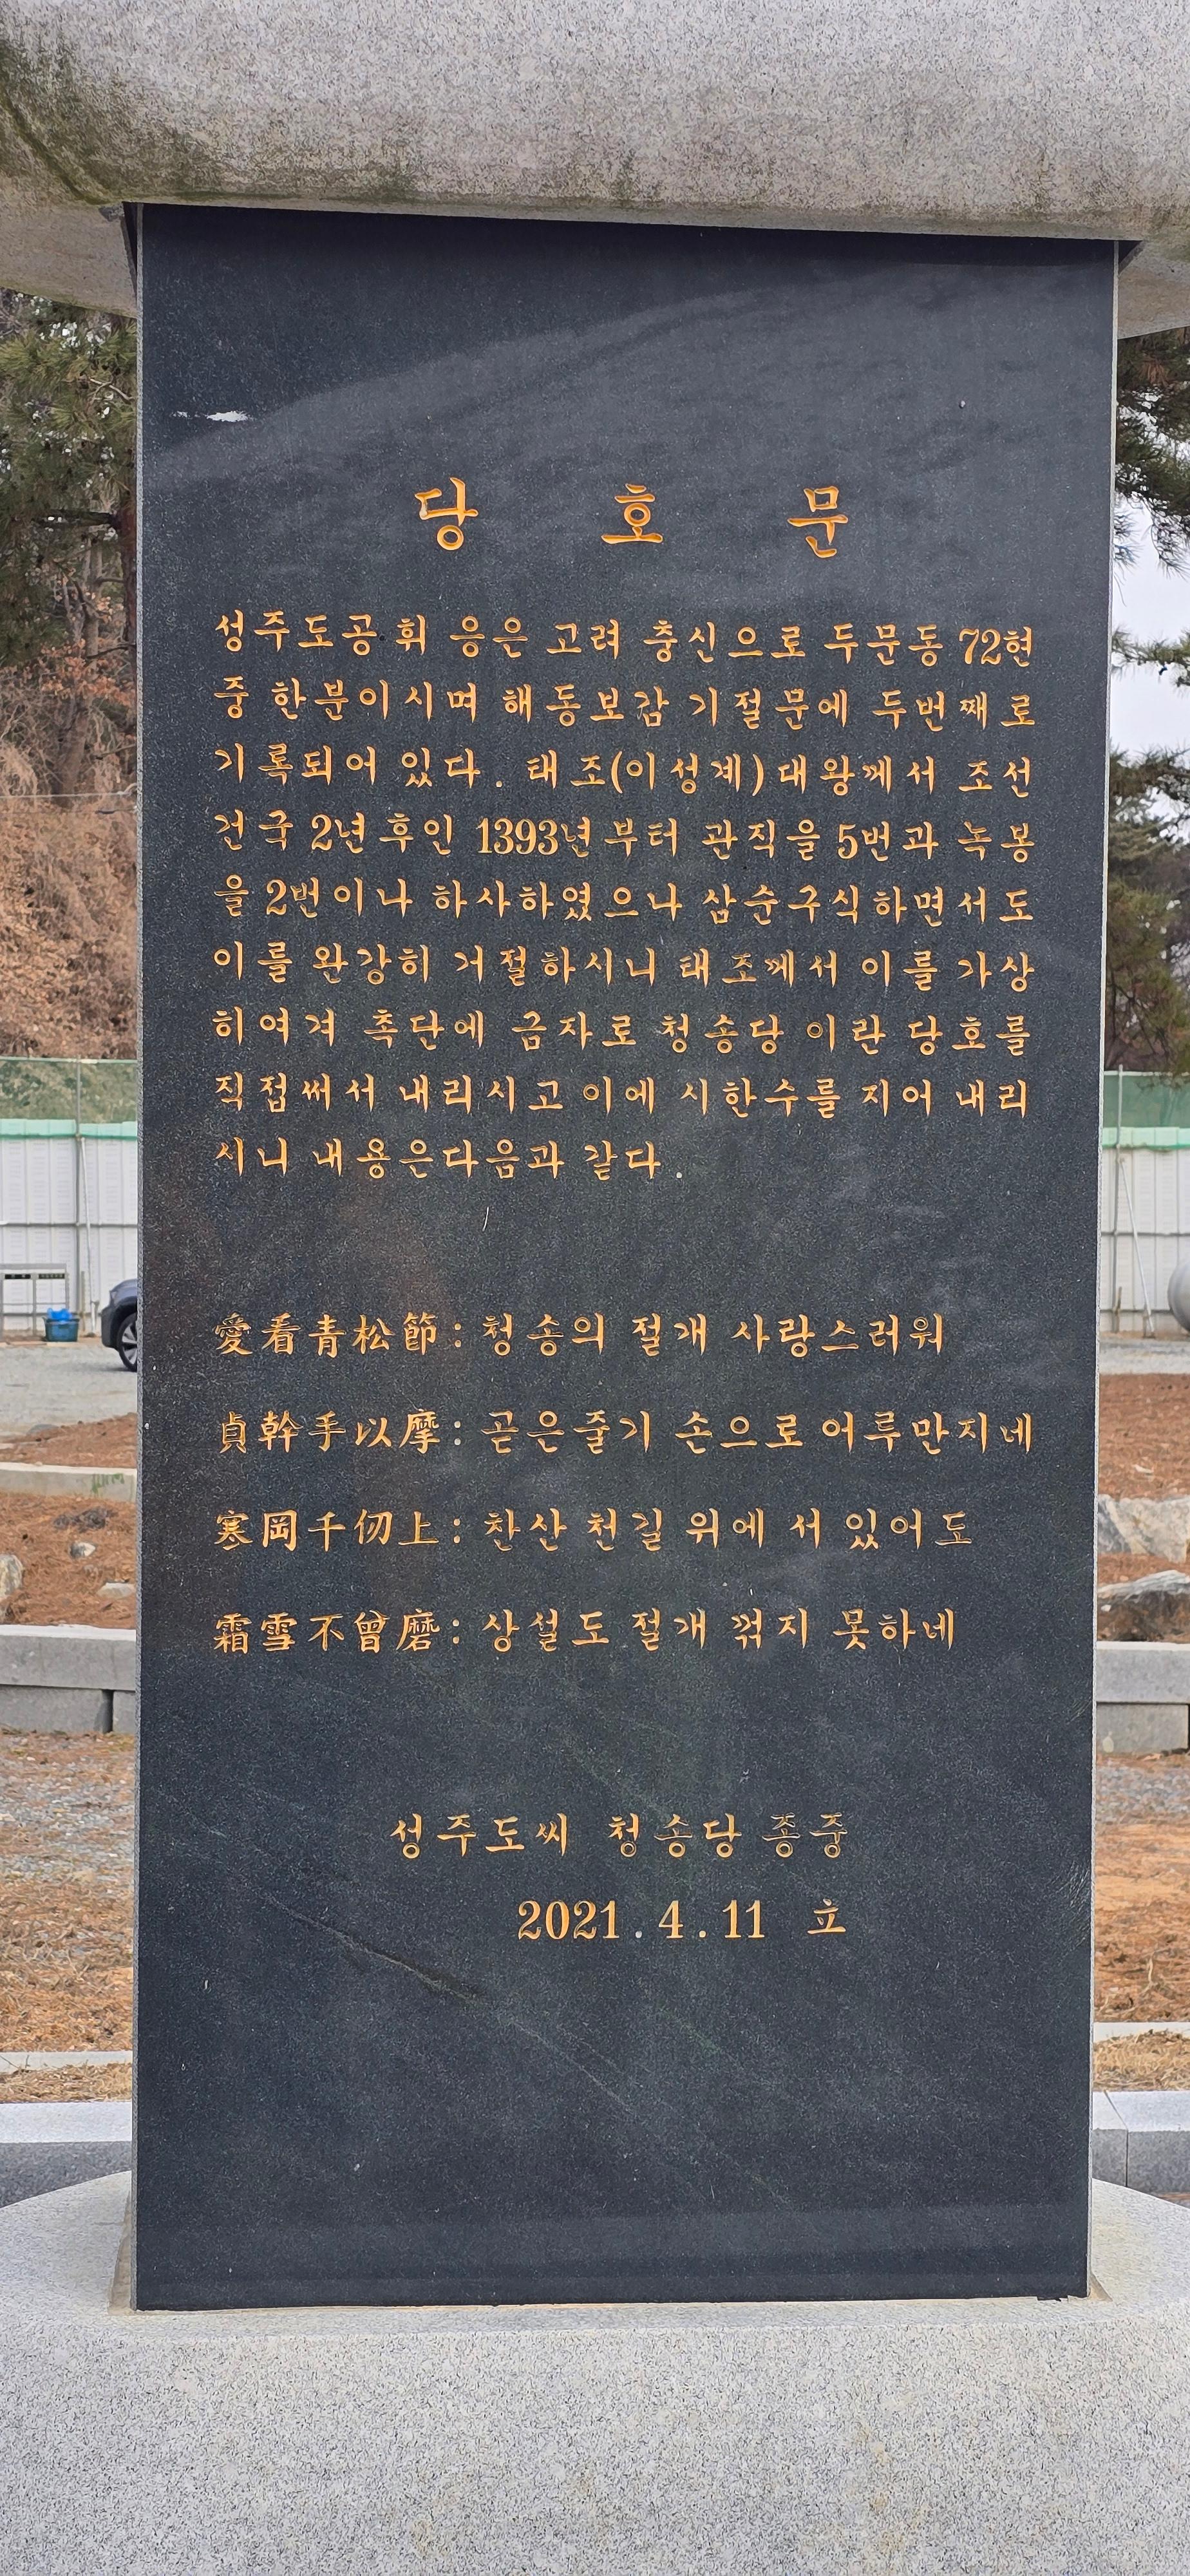 당 호 문
성주도공 휘 응은 고려 충신으로 두문동 72현
중 한분이시며 해동보감 기절문에 두번째로
기록되어 있다. 태조(이성계)대왕께서 조선
건국 2년후인 1393년부터 관직을 5번과 녹봉
을 2번이나 하사하였으나 삼순구식하면서도
이를 완강히 거절하시니 태조께서 이를 가상
히여겨 촉단에 금자로 청송당 이란 당호를
직접써서 내리시고 이에 시한수를 지어 내리
시니 내용은다음과 같다.
愛看青松節 : 청송의 절개 사랑스러워
貞幹手以摩 : 곧은줄기 손으로 어루만지네
寒岡千仞上 : 찬산 천길 위에 서 있어도
霜雪不曾磨 : 상설도 절개 꺾지 못하네
성주도씨 청송당 종중
2021.4.11 立